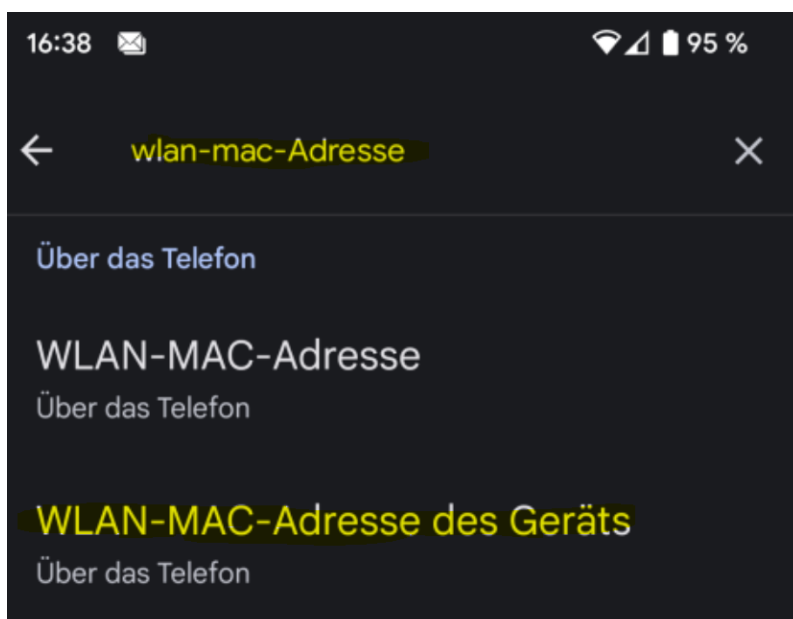 16:38 95 %
wlan-mac-Adresse
Über das Telefon
WLAN-MAC-Adresse
Über das Telefon
WLAN-MAC-Adresse des Geräts
Über das Telefon